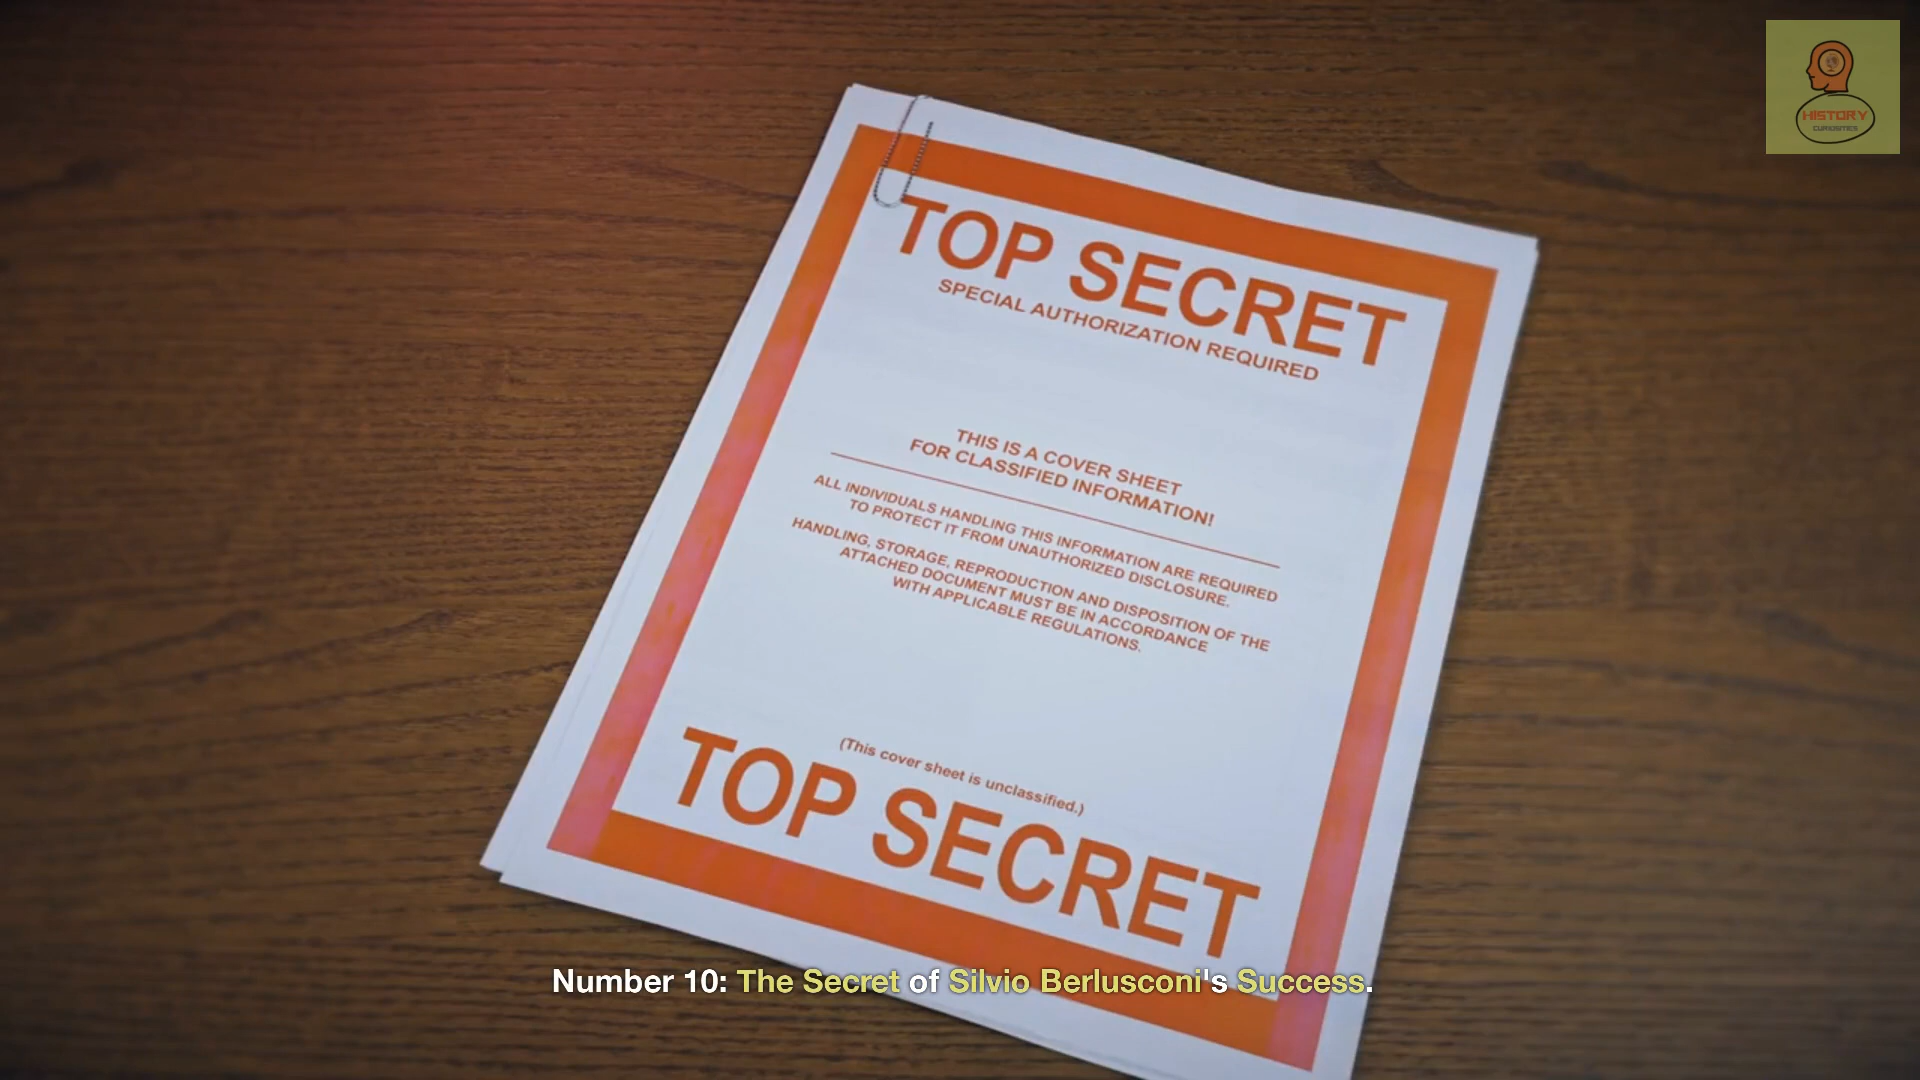 HISTORY
CURIOSITIES
TOP SECRET
SPECIAL AUTHORIZATION REQUIRED
THIS IS A COVER SHEET
FOR CLASSIFIED INFORMATION!
ALL INDIVIDUALS HANDLING THIS INFORMATION ARE REQUIRED
TO PROTECT IT FROM UNAUTHORIZED DISCLOSURE.
HANDLING, STORAGE, REPRODUCTION AND DISPOSITION OF THE
ATTACHED DOCUMENT MUST BE IN ACCORDANCE
WITH APPLICABLE REGULATIONS.
(This cover sheet is unclassified.)
TOP SECRET
Number 10: The Secret of Silvio Berlusconi's Success.